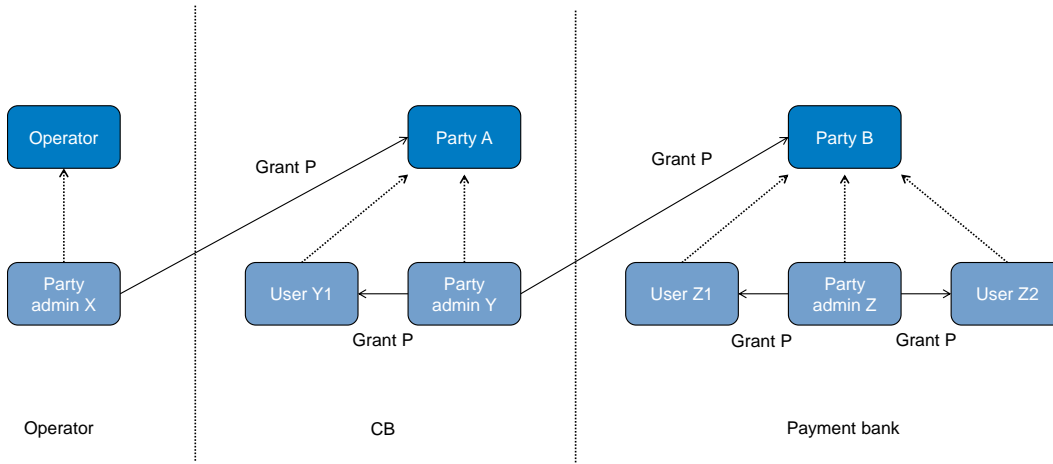 Operator
Party A
Party B
Grant P
Grant P
Party
admin X
User Y1
Party
admin Y
User Z1
Party
admin Z
User Z2
Grant P
Grant P
Grant P
Operator
CB
Payment bank